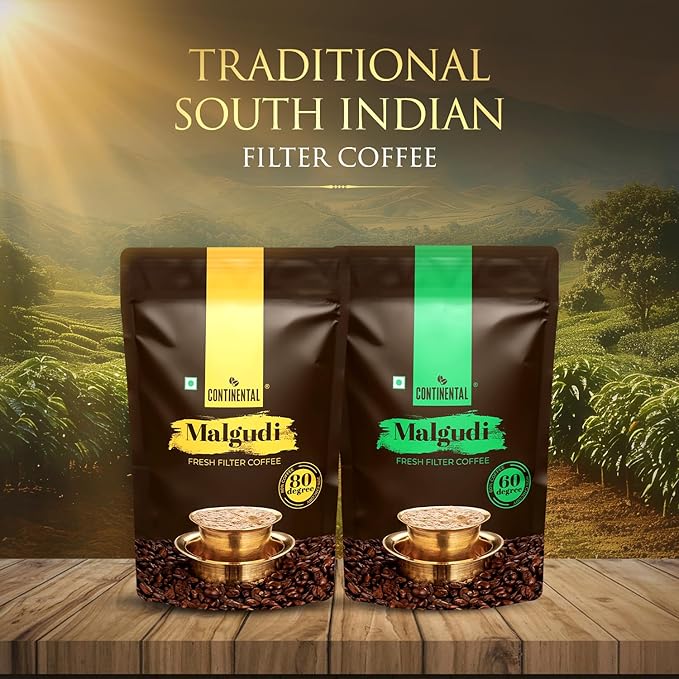 TRADITIONAL
SOUTH INDIAN
FILTER COFFEE
CONTINENTAL ®
Malgudi
FRESH FILTER COFFEE
80
degree
CONTINENTAL ®
Malgudi
FRESH FILTER COFFEE
60
degree